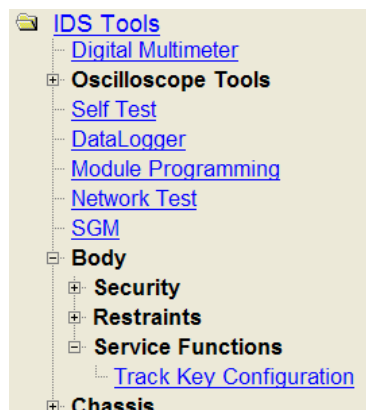 IDS Tools
Digital Multimeter
Oscilloscope Tools
Self Test
DataLogger
Module Programming
Network Test
SGM
Body
Security
Restraints
Service Functions
Track Key Configuration
Chassis